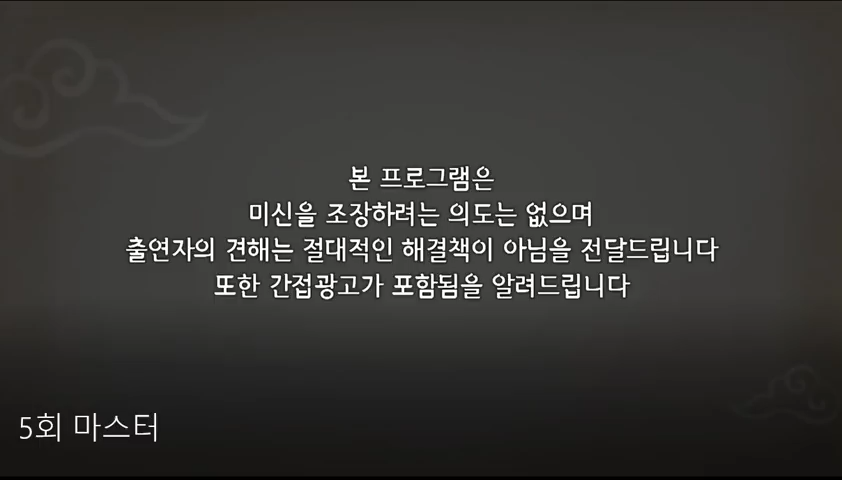 본 프로그램은
미신을 조장하려는 의도는 없으며
출연자의 견해는 절대적인 해결책이 아님을 전달드립니다
또한 간접광고가 포함됨을 알려드립니다
5회 마스터